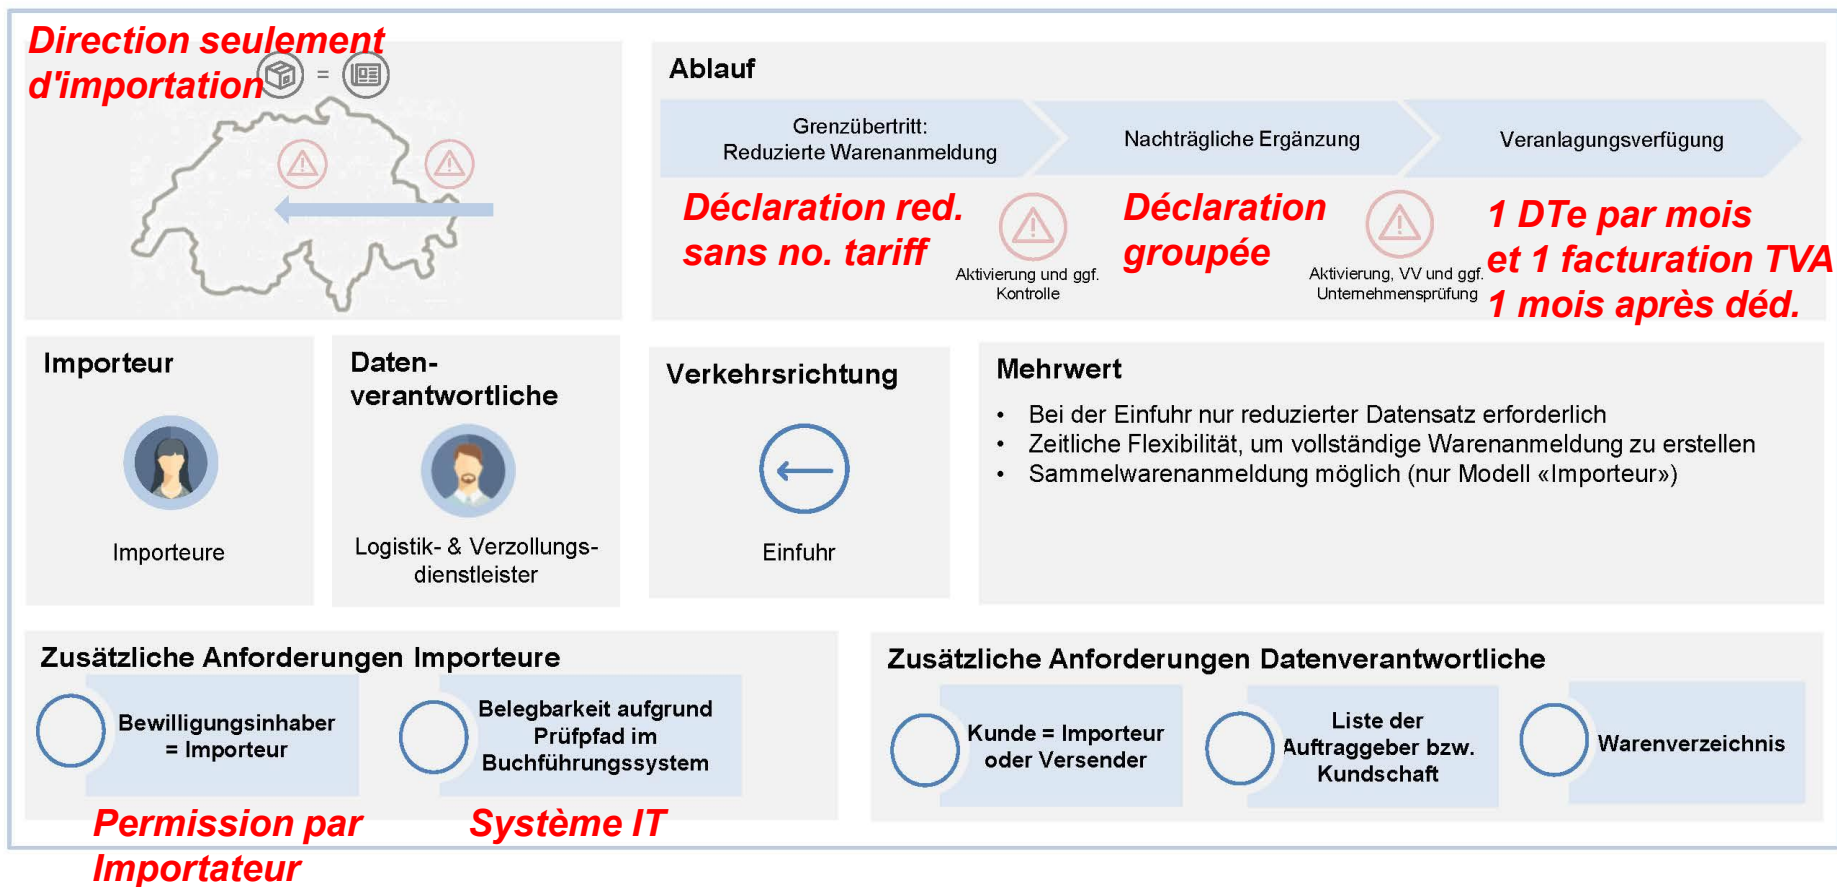 Direction seulement
d'importation
=
Ablauf
Grenzübertritt:
Reduzierte Warenanmeldung
Nachträgliche Ergänzung
Veranlagungsverfügung
Déclaration red.
sans no. tariff
Aktivierung und ggf.
Kontrolle
Déclaration
groupée
Aktivierung, VV und ggf.
Unternehmensprüfung
1 DTe par mois
et 1 facturation TVA
1 mois après déd.
Importeur
Importeure
Daten-
verantwortliche
Logistik- & Verzollungs-
dienstleister
Verkehrsrichtung
Einfuhr
Mehrwert
• Bei der Einfuhr nur reduzierter Datensatz erforderlich
• Zeitliche Flexibilität, um vollständige Warenanmeldung zu erstellen
• Sammelwarenanmeldung möglich (nur Modell «Importeur»)
Zusätzliche Anforderungen Importeure
Bewilligungsinhaber
= Importeur
Belegbarkeit aufgrund
Prüfpfad im
Buchführungssystem
Permission par
Importateur
Système IT
Zusätzliche Anforderungen Datenverantwortliche
Kunde = Importeur
oder Versender
Liste der
Auftraggeber bzw.
Kundschaft
Warenverzeichnis